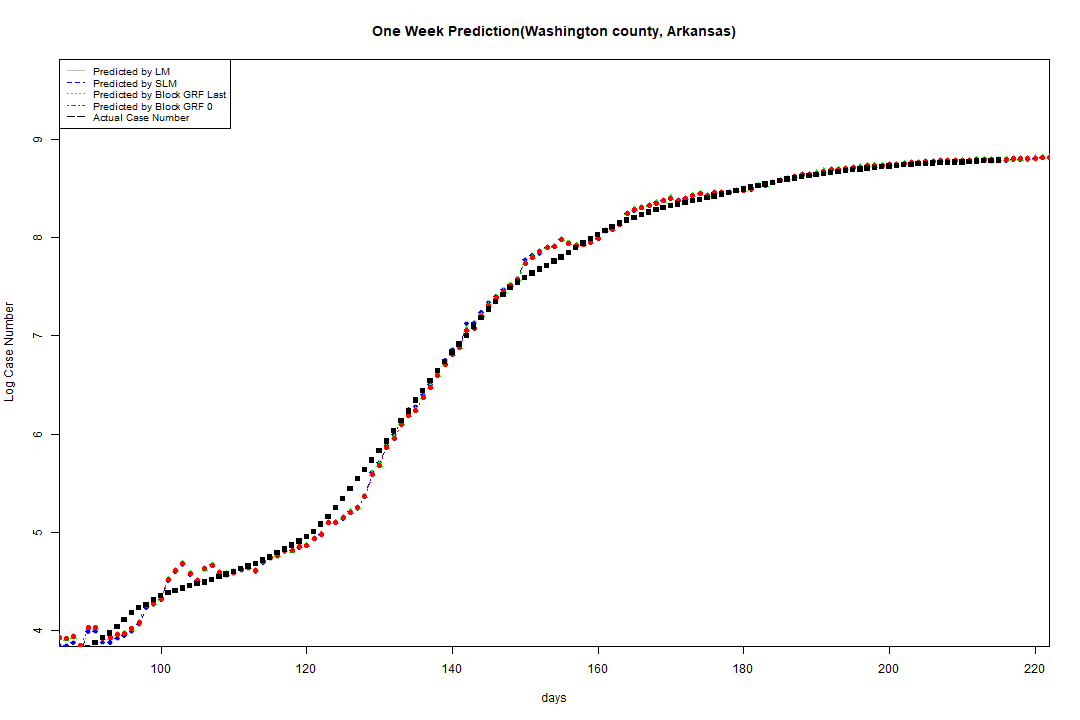 One Week Prediction(Washington county, Arkansas)
Predicted by LM
Predicted by SLM
Predicted by Block GRF Last
Predicted by Block GRF 0
Actual Case Number
9
8
7
6
5
4
Log Case Number
100 120 140 160 180 200 220
days